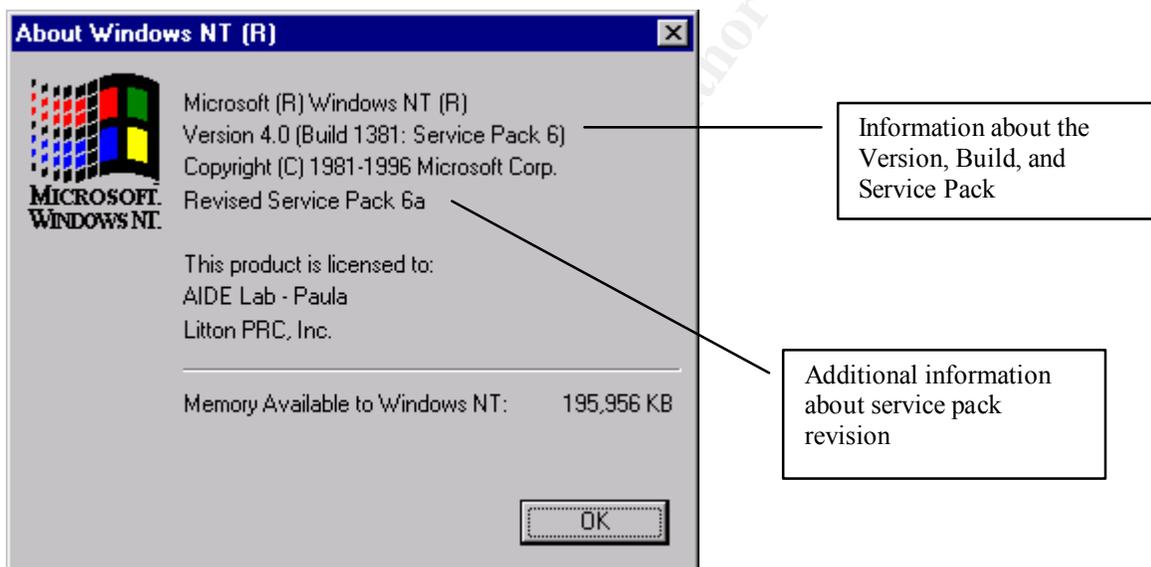 About Windows NT (R)
Microsoft (R) Windows NT (R)
Version 4.0 (Build 1381: Service Pack 6)
Copyright (C) 1981-1996 Microsoft Corp.
Revised Service Pack 6a
MICROSOFT.
WINDOWS NT.
This product is licensed to:
AIDE Lab - Paula
Litton PRC, Inc.
Memory Available to Windows NT: 195,956 KB
OK
Information about the
Version, Build, and
Service Pack
Additional information
about service pack
revision